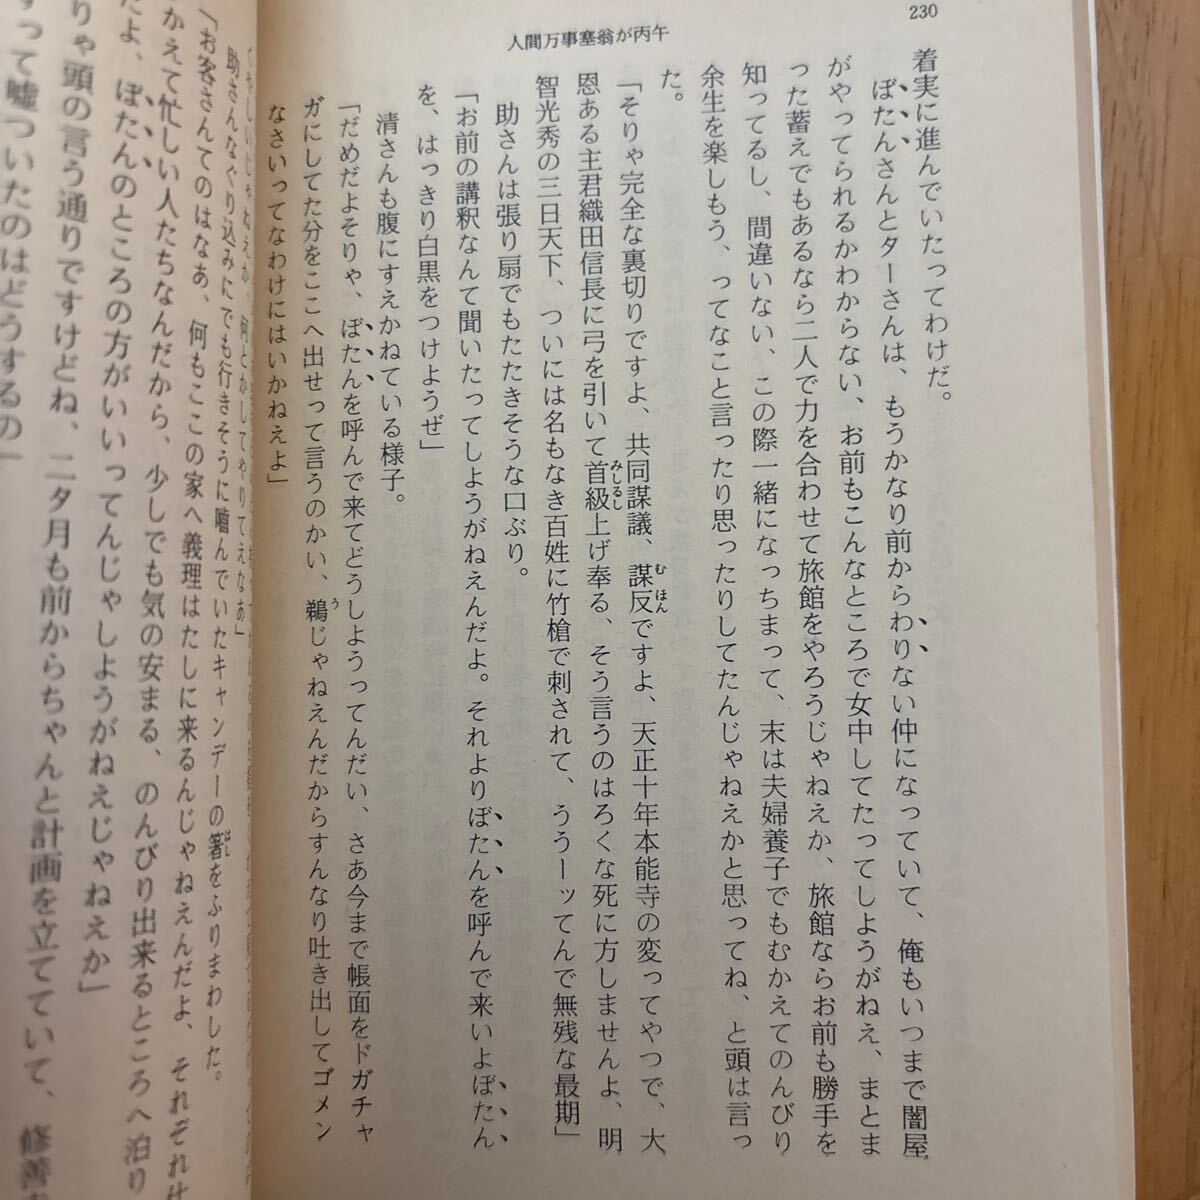 230
人間万事塞翁が丙午
着実に進んでいたってわけだ。
ぼたんさんとターさんは、もうかなり前からわりない仲になっていて、俺もいつまで闇屋
がやってられるかわからない、お前もこんなところで女中してたってしようがねえ、まとま
った蓄えでもあるなら二人で力を合わせて旅館をやろうじゃねえか、旅館ならお前も勝手を
知ってるし、間違いない、この際一緒になっちまって、末は夫婦養子でもむかえてのんびり
余生を楽しもう、ってなこと言ったり思ったりしてたんじゃねえかと思ってね、と頭は言っ
た。
「そりゃ完全な裏切りですよ、共同謀議、謀反ですよ、天正十年本能寺の変ってやつで、大
恩ある主君織田信長に弓を引いて首級上げ奉る、そう言うのはろくな死に方しませんよ、明
智光秀の三日天下、ついには名もなき百姓に竹槍で刺されて、ううーッてんで無残な最期」
助さんは張り扇でもたたきそうな口ぶり。
「お前の講釈なんて聞いたってしようがねえんだよ。それよりぼたんを呼んで来いよぼたん
を、はっきり白黒をつけようぜ」
清さんも腹にすえかねている様子。
「だめだよそりゃ、ぼたんを呼んで来てどうしようってんだい、さあ今まで帳面をドガチャ
ガにしてた分をここへ出せって言うのかい、鵜じゃねえんだからすんなり吐き出してゴメン
なさいってなわけにはいかねえよ」
助さんなぐり込みにでも行きそうに嚙んでいたキャンデーの箸をふりまわした。
「お客さんてのはなあ、何もここの家へ義理はたしに来るんじゃねえんだよ、それぞれ仕
かえて忙しい人たちなんだから、少しでも気の安まる、のんびり出来るところへ泊り
だよ、ぼたんのところの方がいいってんじゃしようがねえじゃねえか」
りゃ頭の言う通りですけどね、二タ月も前からちゃんと計画を立てていて、修善
すって嘘ついたのはどうするの」